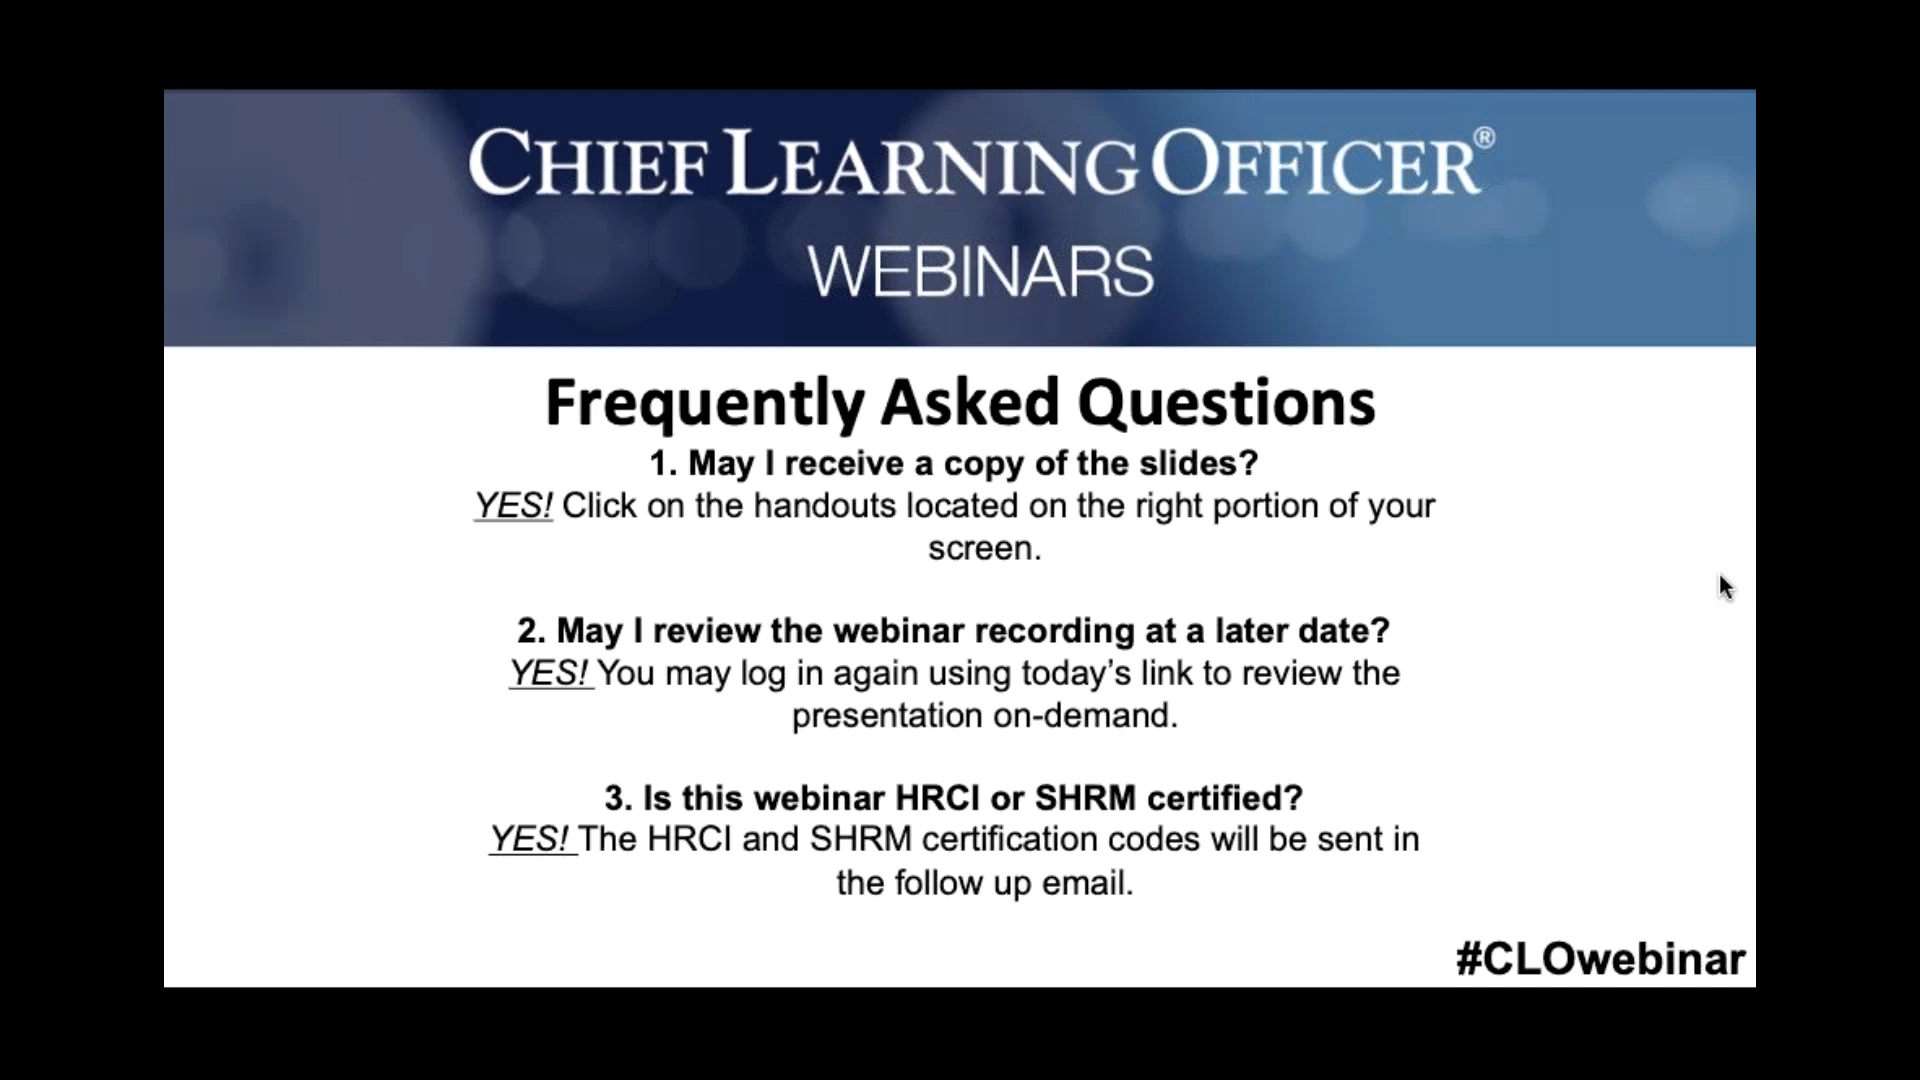 CHIEF LEARNING OFFICER®
WEBINARS
Frequently Asked Questions
1. May I receive a copy of the slides?
YES! Click on the handouts located on the right portion of your
screen.
2. May I review the webinar recording at a later date?
YES! You may log in again using today’s link to review the
presentation on-demand.
3. Is this webinar HRCI or SHRM certified?
YES! The HRCI and SHRM certification codes will be sent in
the follow up email.
#CLOwebinar